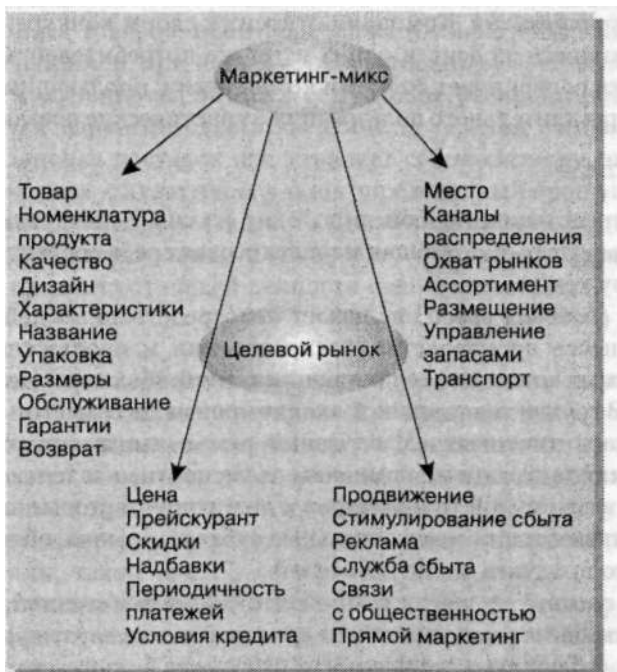 Маркетинг-микс
Товар
Номенклатура
продукта
Качество
Дизайн
Характеристики
Название
Упаковка
Размеры
Обслуживание
Гарантии
Возврат
Место
Каналы
распределения
Охват рынков
Ассортимент
Размещение
Управление
запасами
Транспорт
Целевой рынок
Цена
Прейскурант
Скидки
Надбавки
Периодичность
платежей
Условия кредита
Продвижение
Стимулирование сбыта
Реклама
Служба сбыта
Связи
с общественностью
Прямой маркетинг